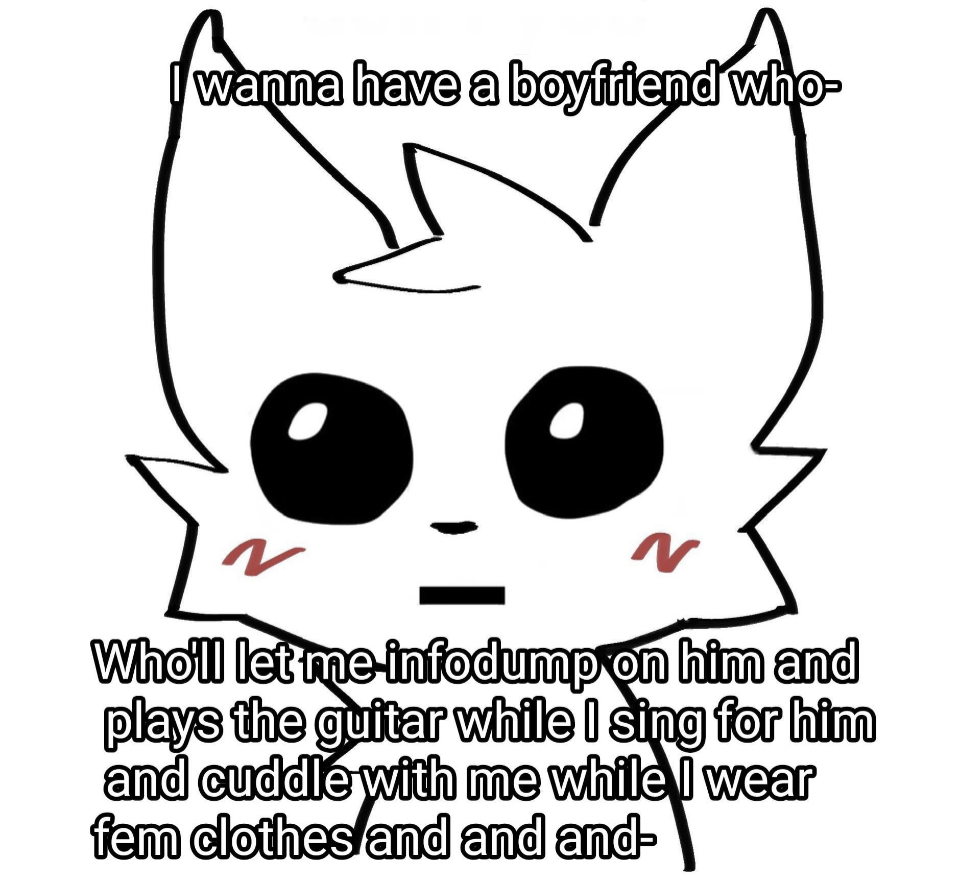 I wanna have a boyfriend who-
Who'll let me infodump on him and
plays the guitar while I sing for him
and cuddle with me while I wear
fem clothes and and and-